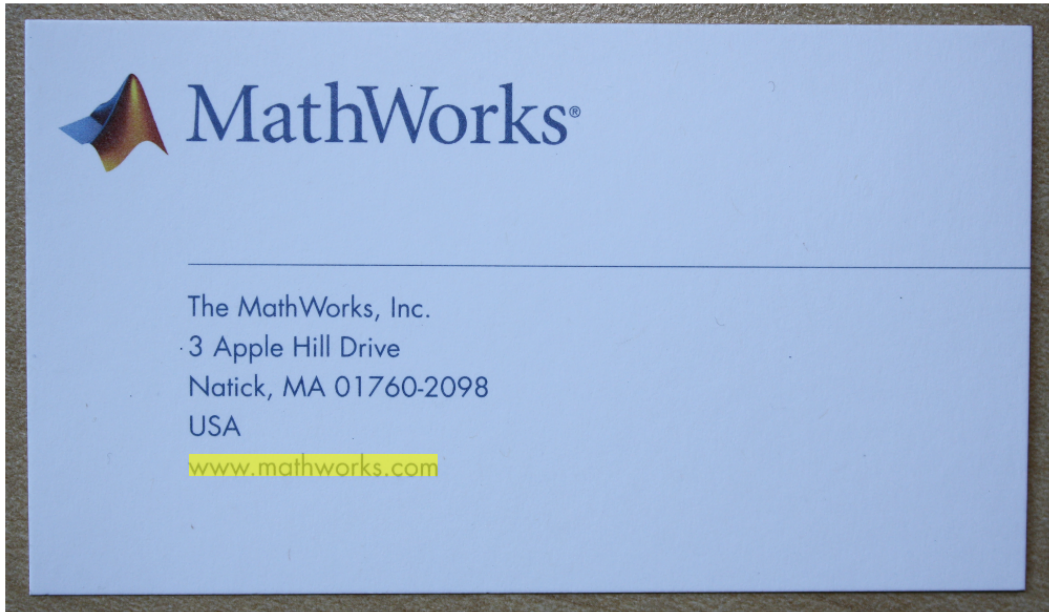 MathWorks®
The MathWorks, Inc.
3 Apple Hill Drive
Natick, MA 01760-2098
USA
www.mathworks.com